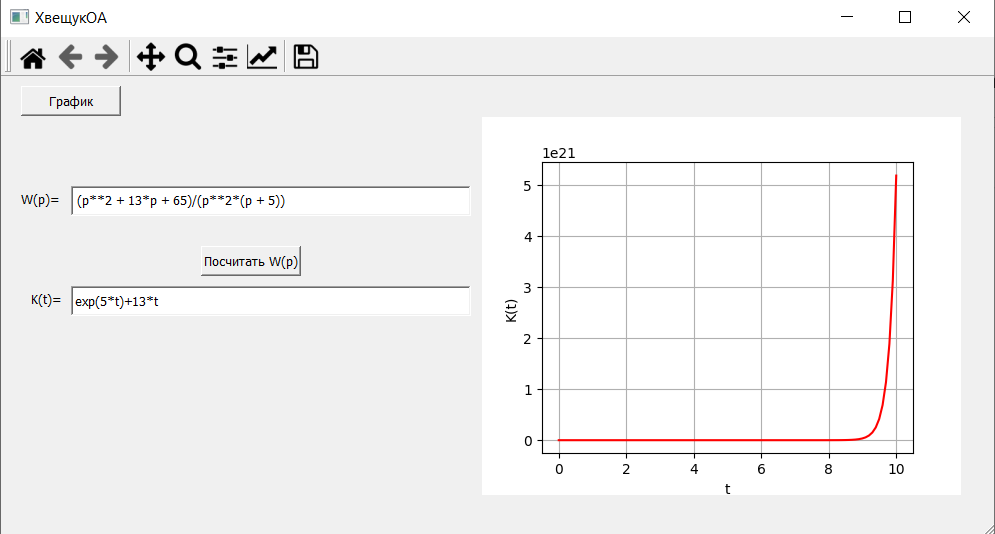 ХвещукОА
График
W(p)= (p**2 + 13*p + 65)/(p**2*(p + 5))
Посчитать W(p)
K(t)= exp(5*t)+13*t
1e21
5
4
3
2
1
0
K(t)
0 2 4 6 8 10
t